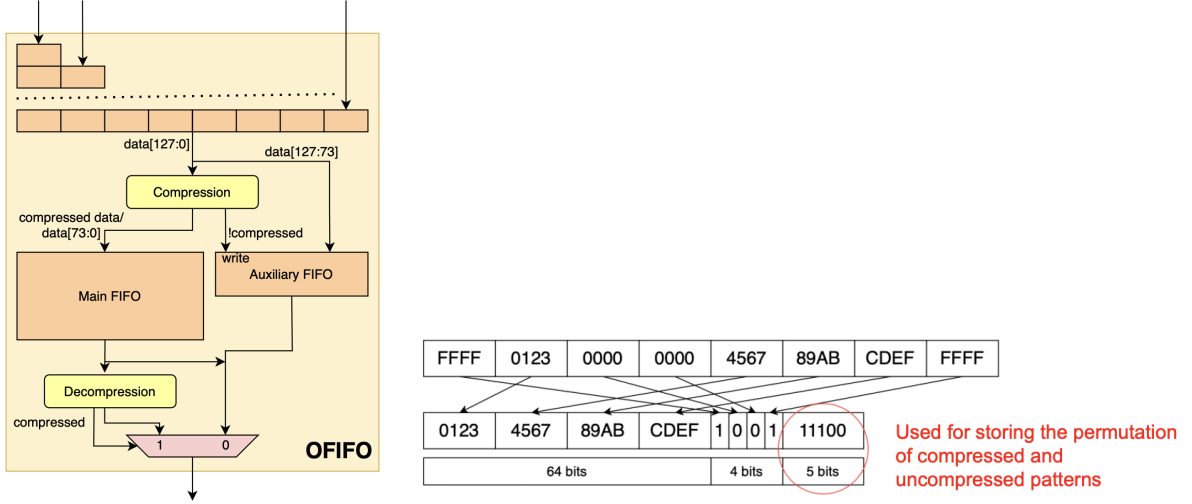 data[127:0]
data[127:73]
Compression
compressed data/
data[73:0]
!compressed
write
Main FIFO
Auxiliary FIFO
Decompression
compressed
1 0
OFIFO
FFFF 0123 0000 0000 4567 89AB CDEF FFFF
0123 4567 89AB CDEF 1 0 0 1 11100
64 bits 4 bits 5 bits
Used for storing the permutation
of compressed and
uncompressed patterns